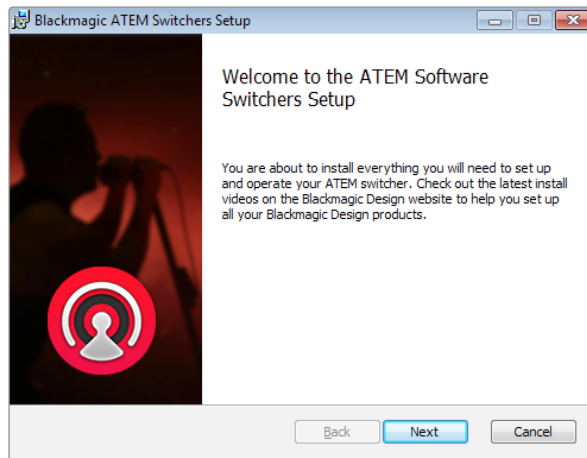 Blackmagic ATEM Switchers Setup
Welcome to the ATEM Software
Switchers Setup
You are about to install everything you will need to set up
and operate your ATEM switcher. Check out the latest install
videos on the Blackmagic Design website to help you set up
all your Blackmagic Design products.
Back Next Cancel